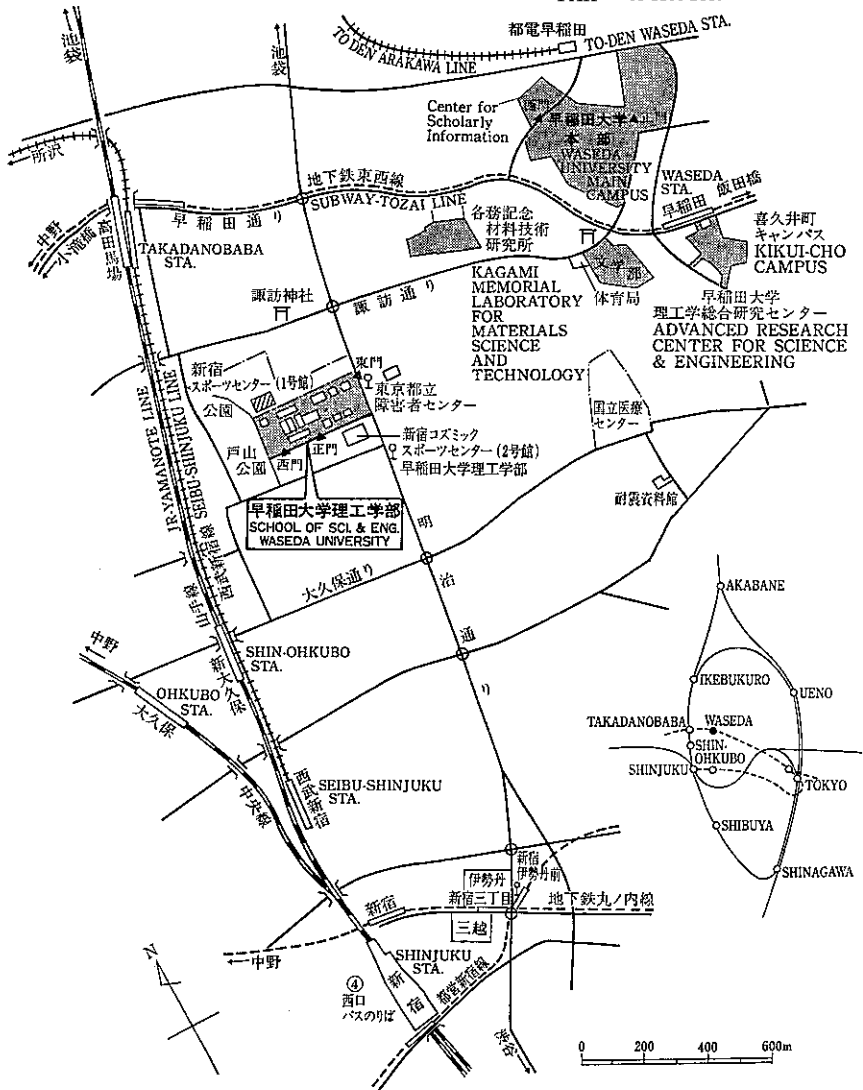 池袋
池袋
都電早稲田
TO-DEN WASEDA STA.
TO DEN ARAKAWA LINE
Center for
Scholarly
Information
西門
早稲田大学
正門
本部
WASEDA
UNIVERSITY
MAIN
CAMPUS
所沢
地下鉄東西線
SUBWAY-TOZAI LINE
早稲田通り
WASEDA
STA.
早稲田
飯田橋
中野
小滝橋
高田馬場
TAKADANOBABA
STA.
各務記念
材料技術
研究所
喜久井町
キャンパス
KIKUI-CHO
CAMPUS
文学部
体育局
諏訪神社
諏訪通り
KAGAMI
MEMORIAL
LABORATORY
FOR
MATERIALS
SCIENCE
AND
TECHNOLOGY
早稲田大学
理工学総合研究センター
ADVANCED RESEARCH
CENTER FOR SCIENCE
& ENGINEERING
新宿
スポーツセンター(1号館)
公園
東門
東京都立
障害者センター
国立医療
センター
戸山
公園
西門
正門
新宿コズミック
スポーツセンター(2号館)
早稲田大学理工学部
耐震資料館
早稲田大学理工学部
SCHOOL OF SCI. & ENG.
WASEDA UNIVERSITY
JR-YAMANOTE LINE
SEIBU-SHINJUKU LINE
山手線
西武新宿線
大久保通り
明治通り
中野
SHIN-OHKUBO
STA.
新大久保
OHKUBO
STA.
大久保
中央線
SEIBU-SHINJUKU
STA.
西武新宿
AKABANE
IKEBUKURO
UENO
TAKADANOBABA
WASEDA
SHIN-
OHKUBO
SHINJUKU
TOKYO
SHIBUYA
SHINAGAWA
新宿
伊勢丹前
伊勢丹
新宿三丁目
地下鉄丸ノ内線
新宿
三越
中野
SHINJUKU
STA.
新宿
都営新宿線
④
西口
バスのりば
渋谷
N
0 200 400 600m